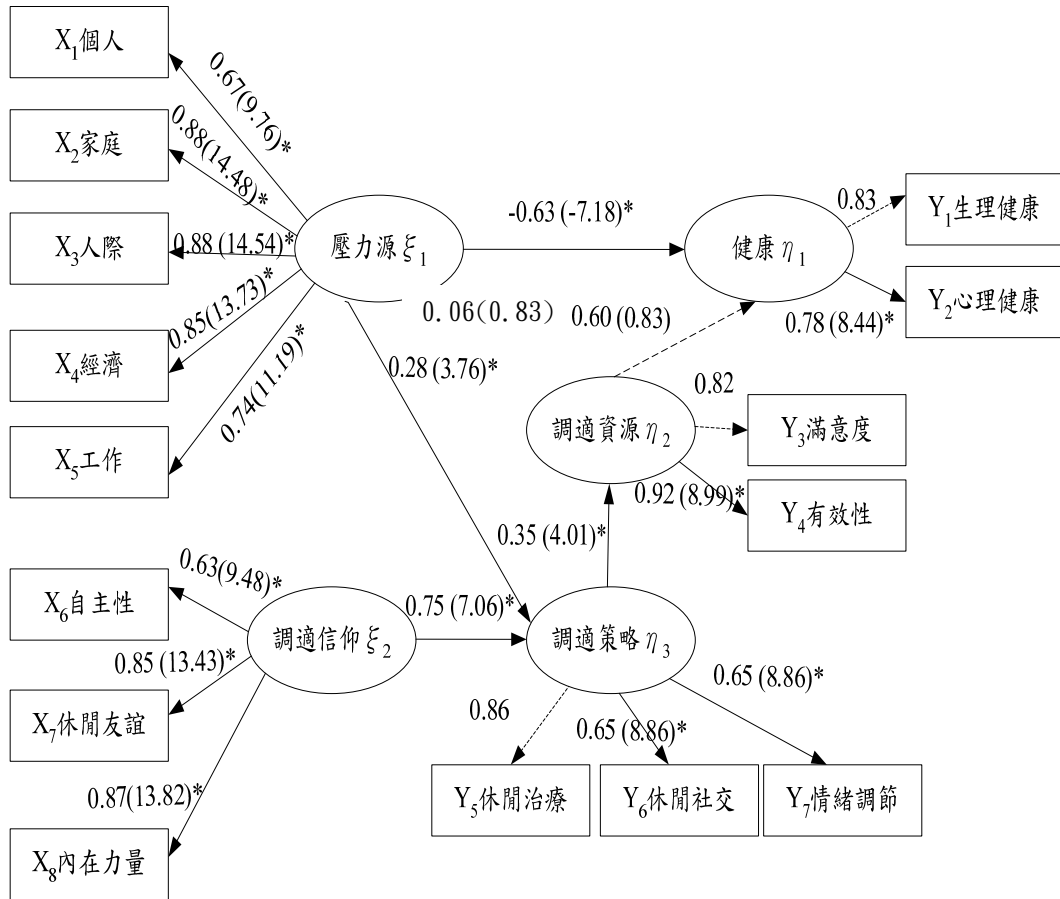 X₁個人
0.67(9.76)*
X₂家庭
0.88(14.48)*
X₃人際
0.88 (14.54)*
X₄經濟
0.85(13.73)*
X₅工作
0.74(11.19)*
壓力源ξ₁
-0.63 (-7.18)*
健康η₁
0.83
Y₁生理健康
0.78 (8.44)*
Y₂心理健康
0.06(0.83)
0.60 (0.83)
0.28 (3.76)*
調適資源η₂
0.82
Y₃滿意度
0.92 (8.99)*
Y₄有效性
0.35 (4.01)*
X₆自主性
0.63(9.48)*
X₇休閒友誼
0.85 (13.43)*
X₈內在力量
0.87(13.82)*
調適信仰ξ₂
0.75 (7.06)*
調適策略η₃
0.86
0.65 (8.86)*
0.65 (8.86)*
Y₅休閒治療
Y₆休閒社交
Y₇情緒調節